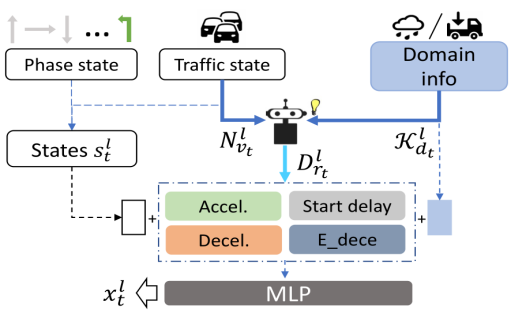 ...
Phase state
Traffic state
/
Domain
info
States $s_t^l$
$N_{v_t}^l$
$\mathcal{K}_{d_t}^l$
$D_{r_t}^l$
+
Accel.
Start delay
+
Decel.
E_dece
$x_t^l$
MLP